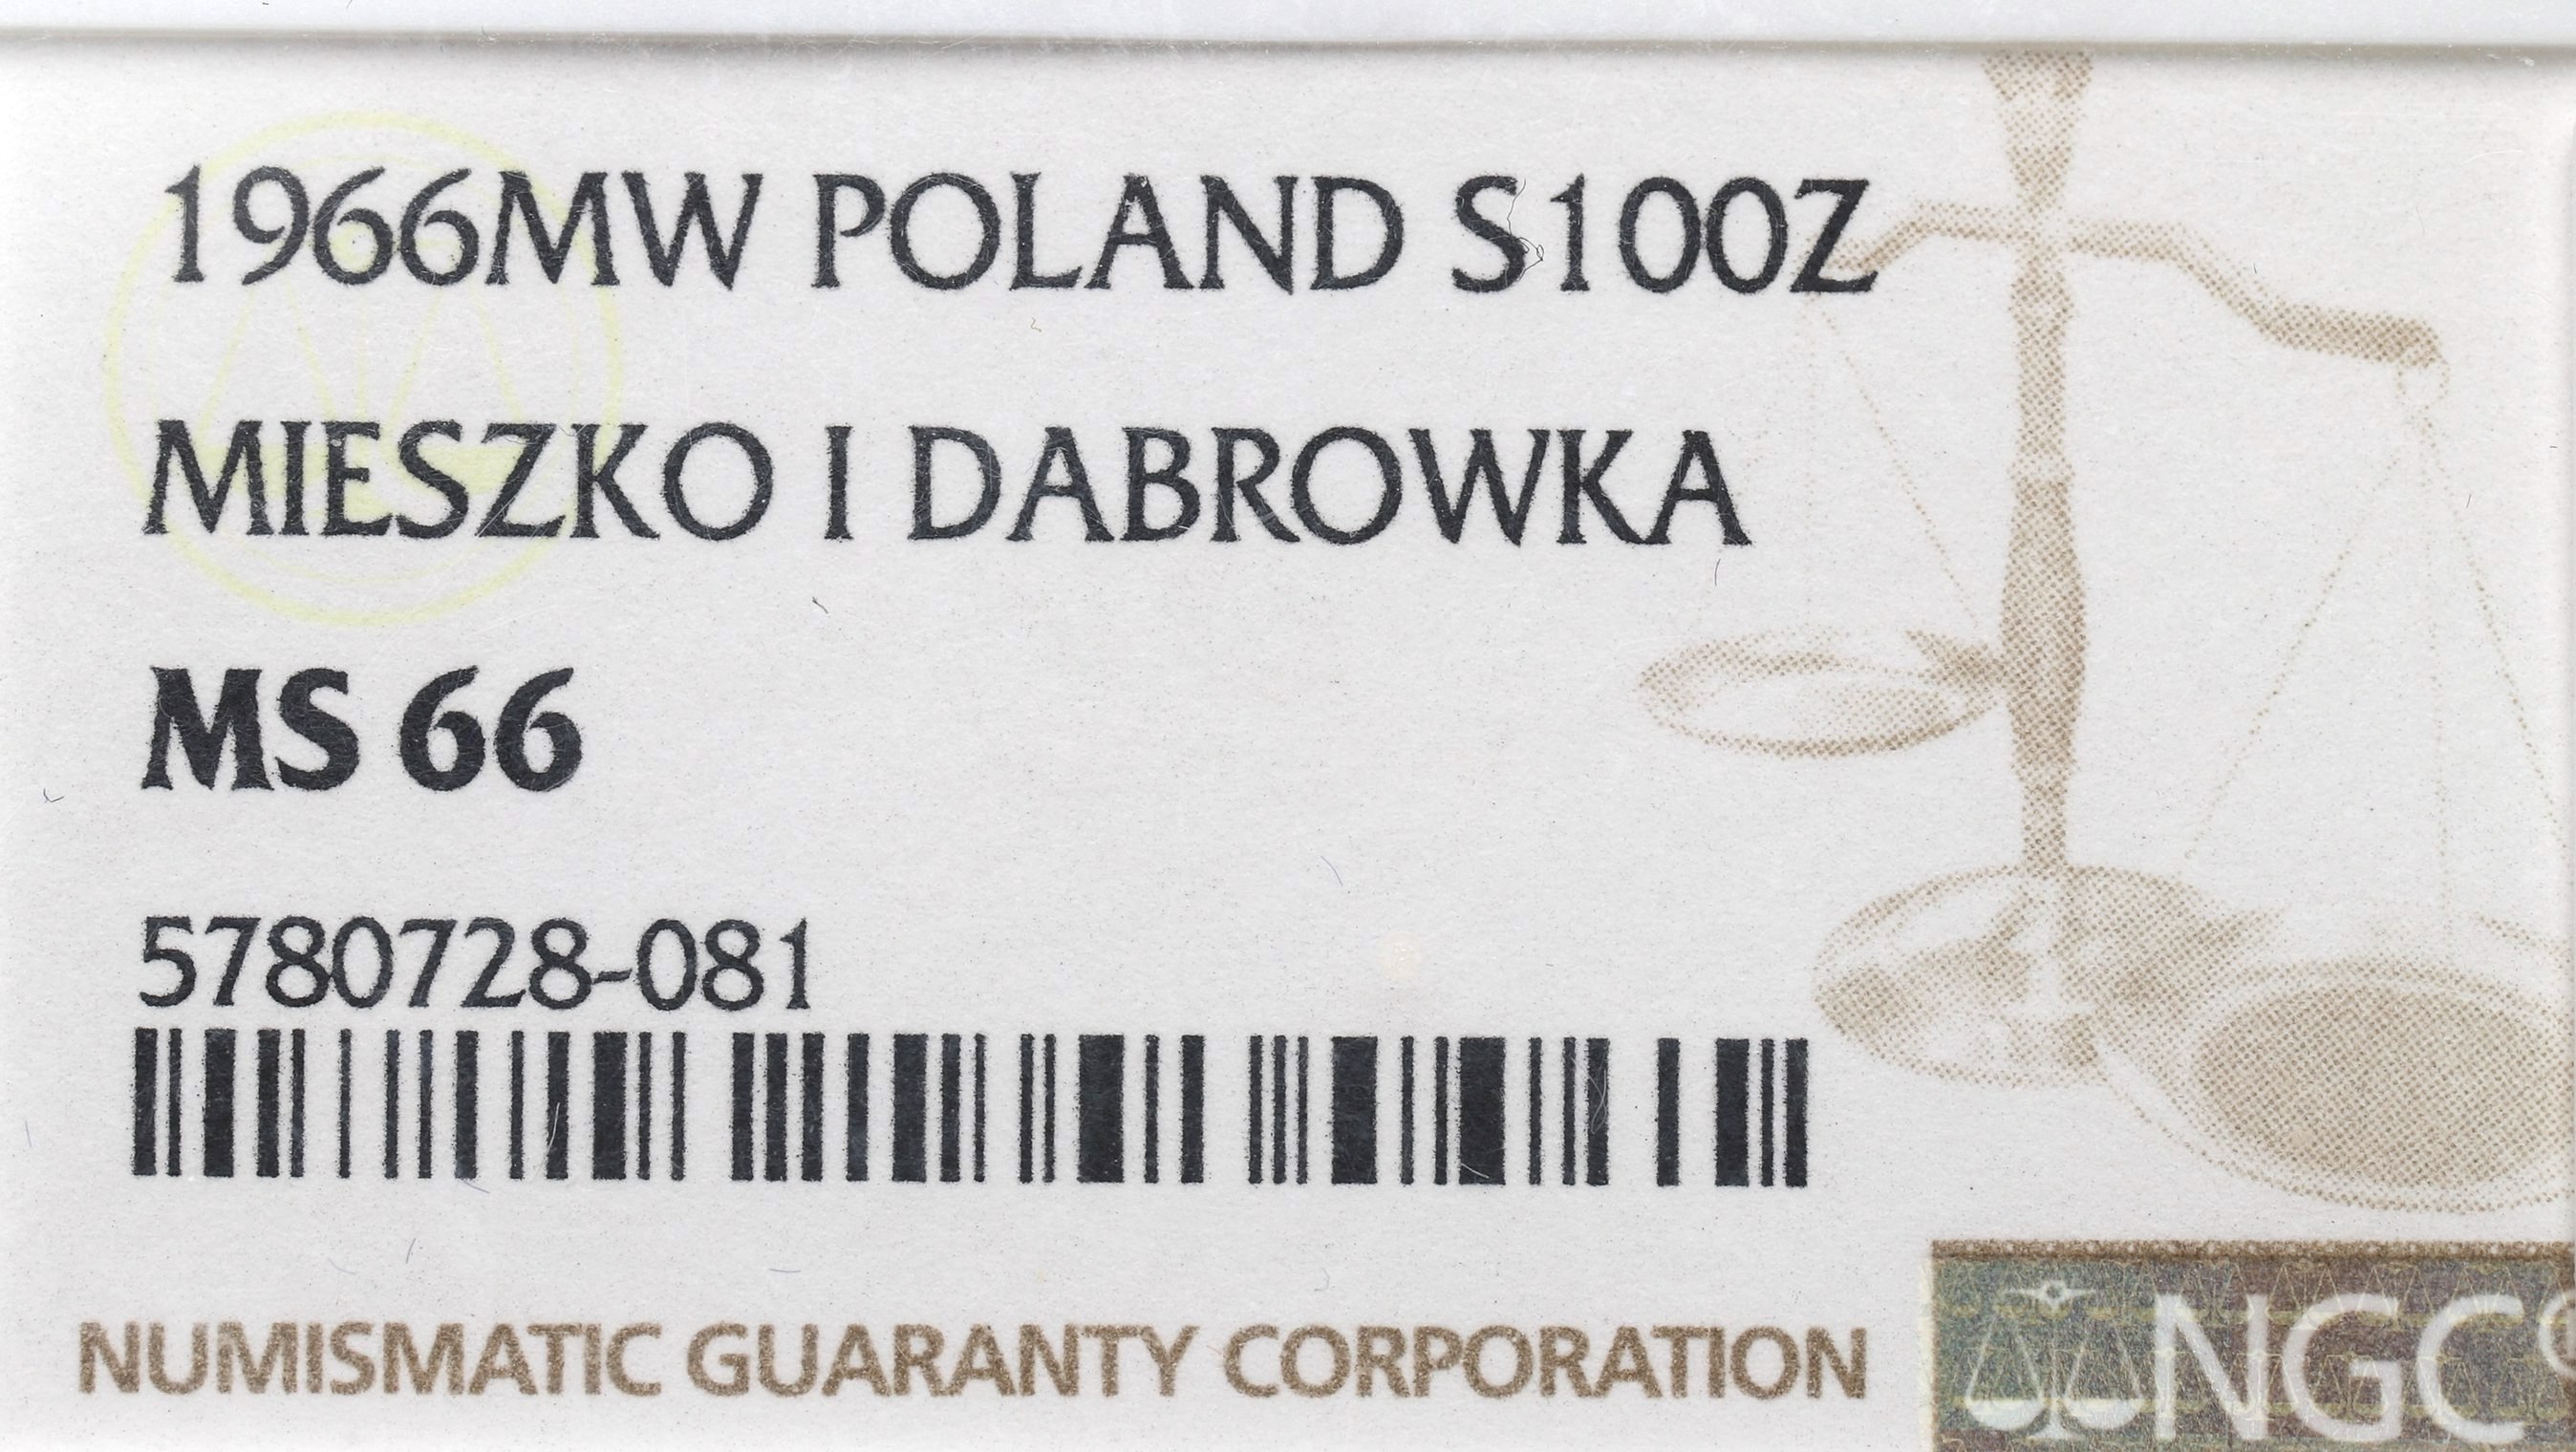 1966MW POLAND S100Z
MIESZKO I DABROWKA
MS 66
5780728-081
NUMISMATIC GUARANTY CORPORATION
NGC